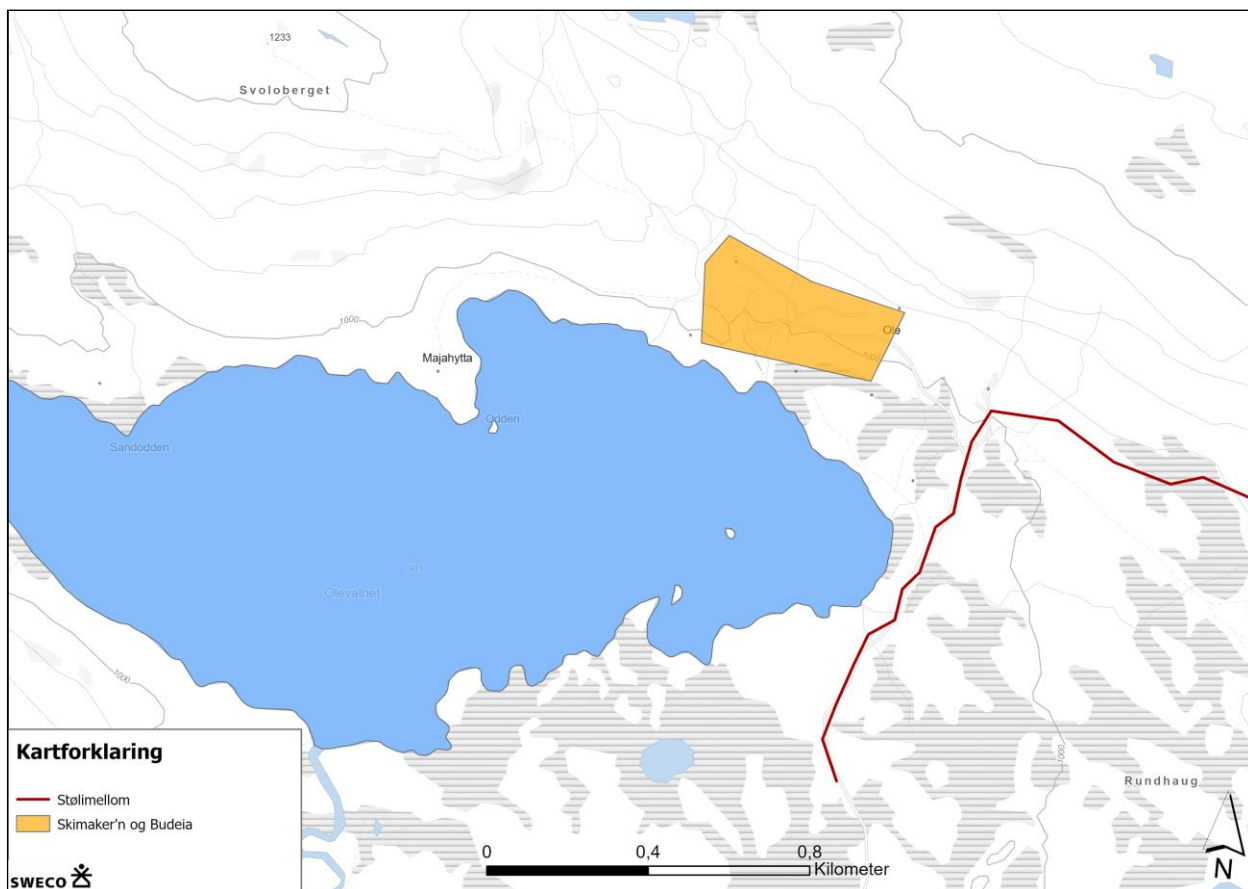 1233
Svoloberget
1000
Majahytta
Ole
1000
Odden
Sandodden
981
Olevatnet
1000
1000
Rundhaug
Kartforklaring
Stølimellom
Skimaker'n og Budeia
SWECO
0 0,4 0,8
Kilometer
N